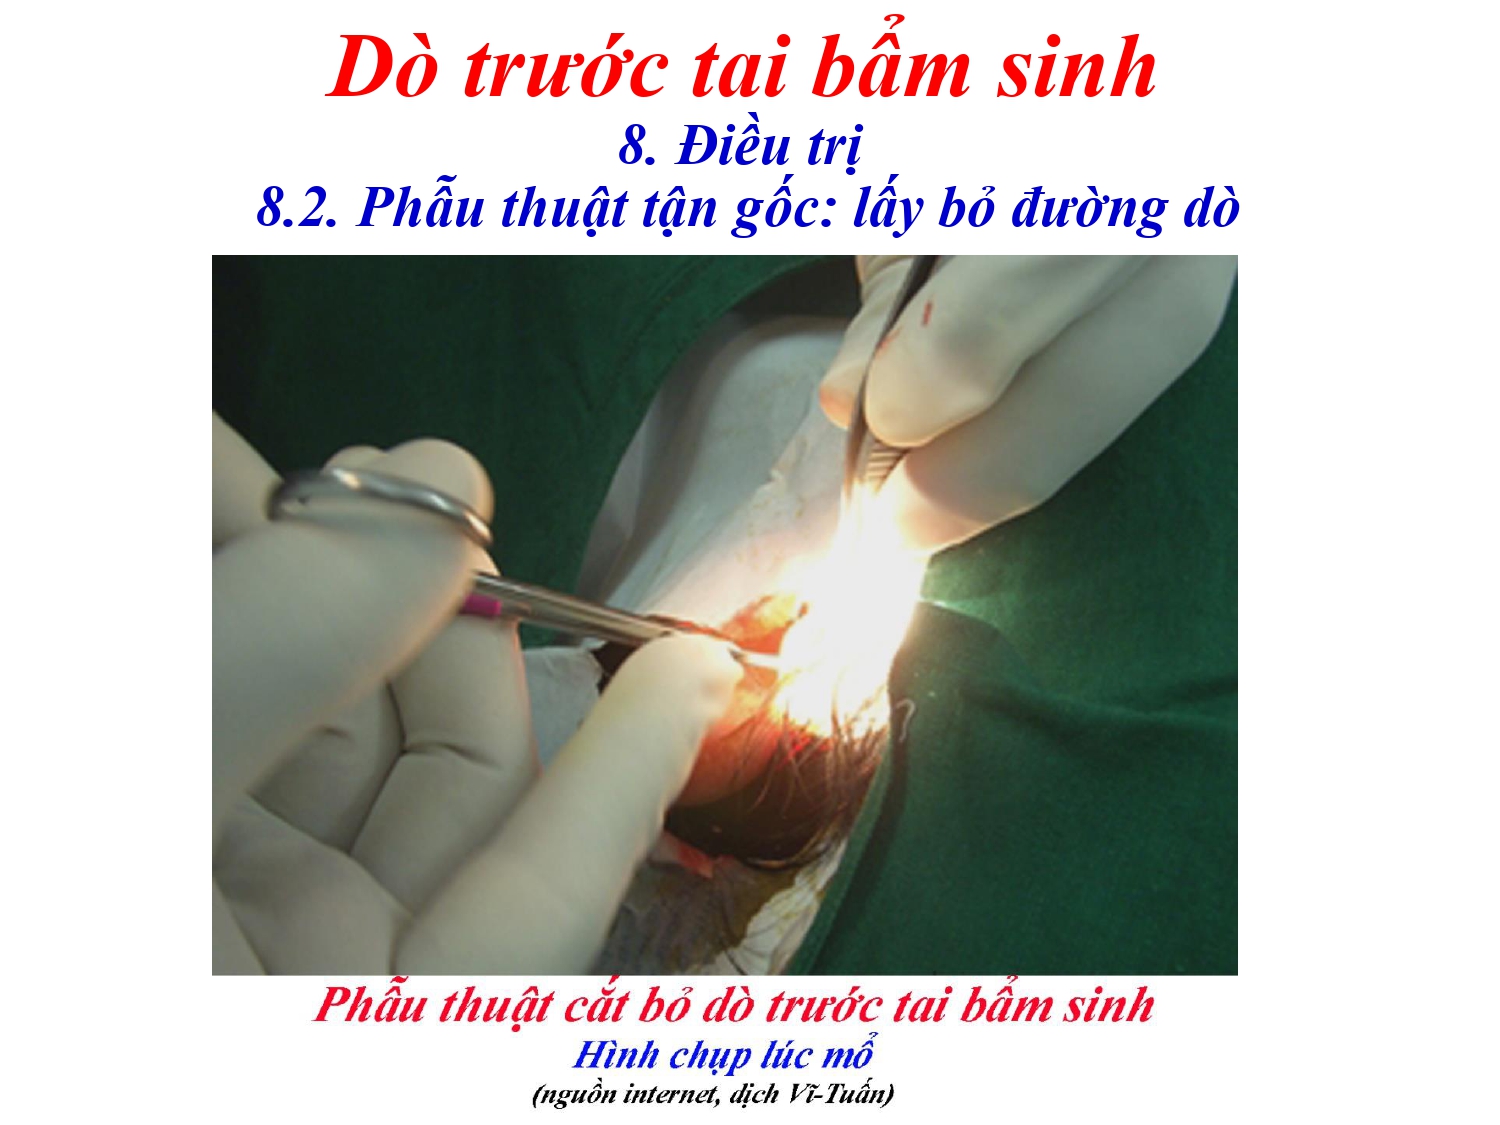 Dò trước tai bẩm sinh
8. Điều trị
8.2. Phẫu thuật tận gốc: lấy bỏ đường dò
Phẫu thuật cắt bỏ dò trước tai bẩm sinh
Hình chụp lúc mổ
(nguồn internet, dịch Vĩ-Tuấn)